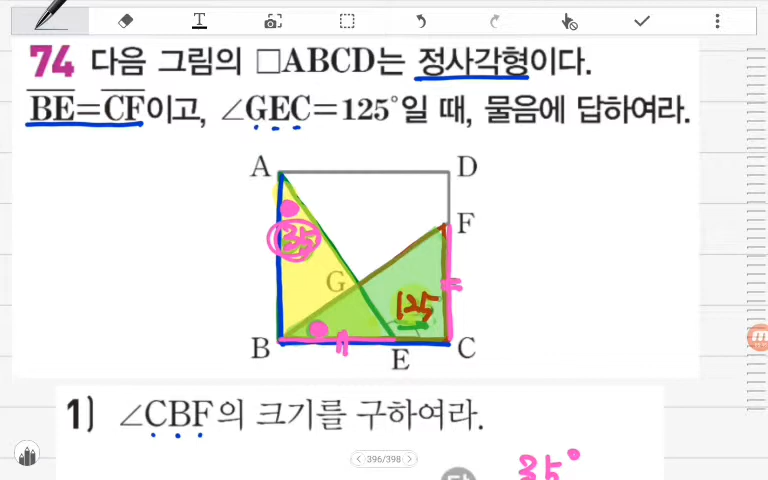 T
74 다음 그림의 □ABCD는 정사각형이다.
BE=CF이고, ∠GEC=125°일 때, 물음에 답하여라.
A D
35 F
G 125
B E C
1) ∠CBF의 크기를 구하여라.
396/398
35°